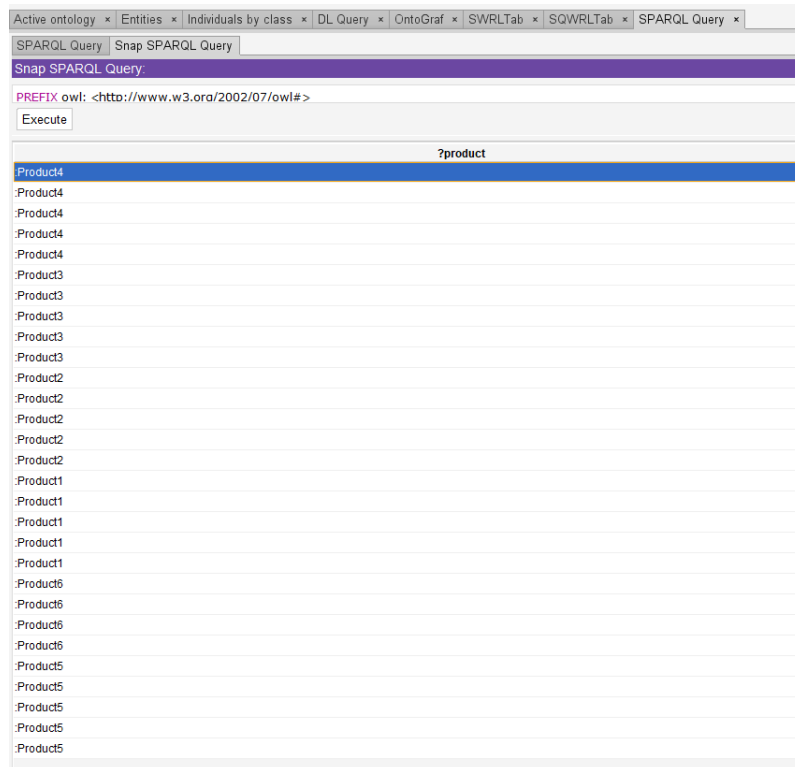 Active ontology × Entities × Individuals by class × DL Query × OntoGraf × SWRLTab × SQWRLTab × SPARQL Query ×
SPARQL Query Snap SPARQL Query
Snap SPARQL Query:
PREFIX owl: <http://www.w3.org/2002/07/owl#>
Execute
?product
:Product4
:Product4
:Product4
:Product4
:Product4
:Product3
:Product3
:Product3
:Product3
:Product3
:Product2
:Product2
:Product2
:Product2
:Product2
:Product1
:Product1
:Product1
:Product1
:Product1
:Product6
:Product6
:Product6
:Product6
:Product5
:Product5
:Product5
:Product5
:Product5